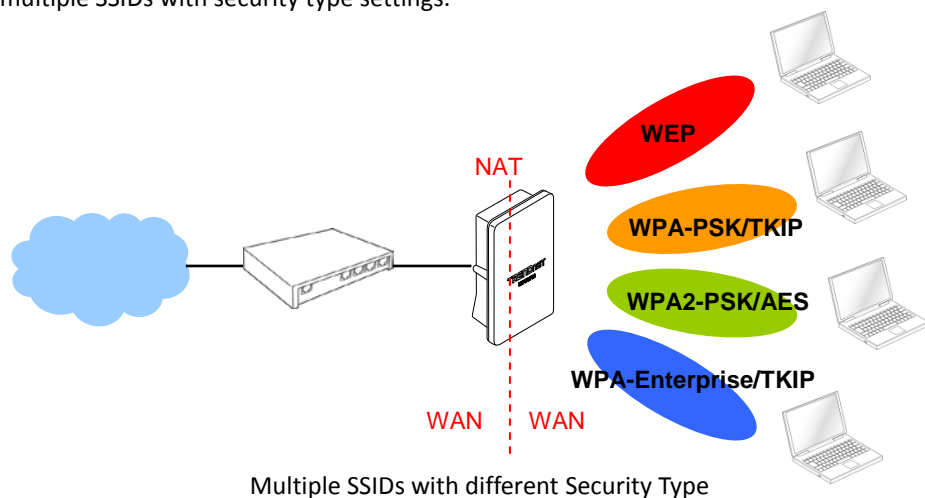 multiple SSIDs with security type settings.
WEP
NAT
WPA-PSK/TKIP
TRENDNET
WPA2-PSK/AES
WPA-Enterprise/TKIP
WAN WAN
Multiple SSIDs with different Security Type